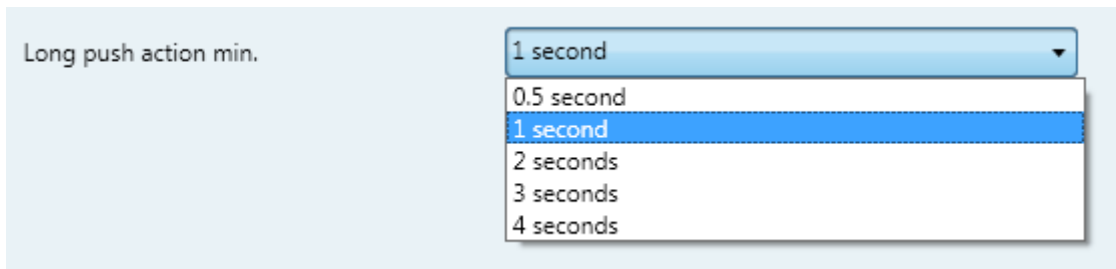 Long push action min.
1 second
0.5 second
1 second
2 seconds
3 seconds
4 seconds